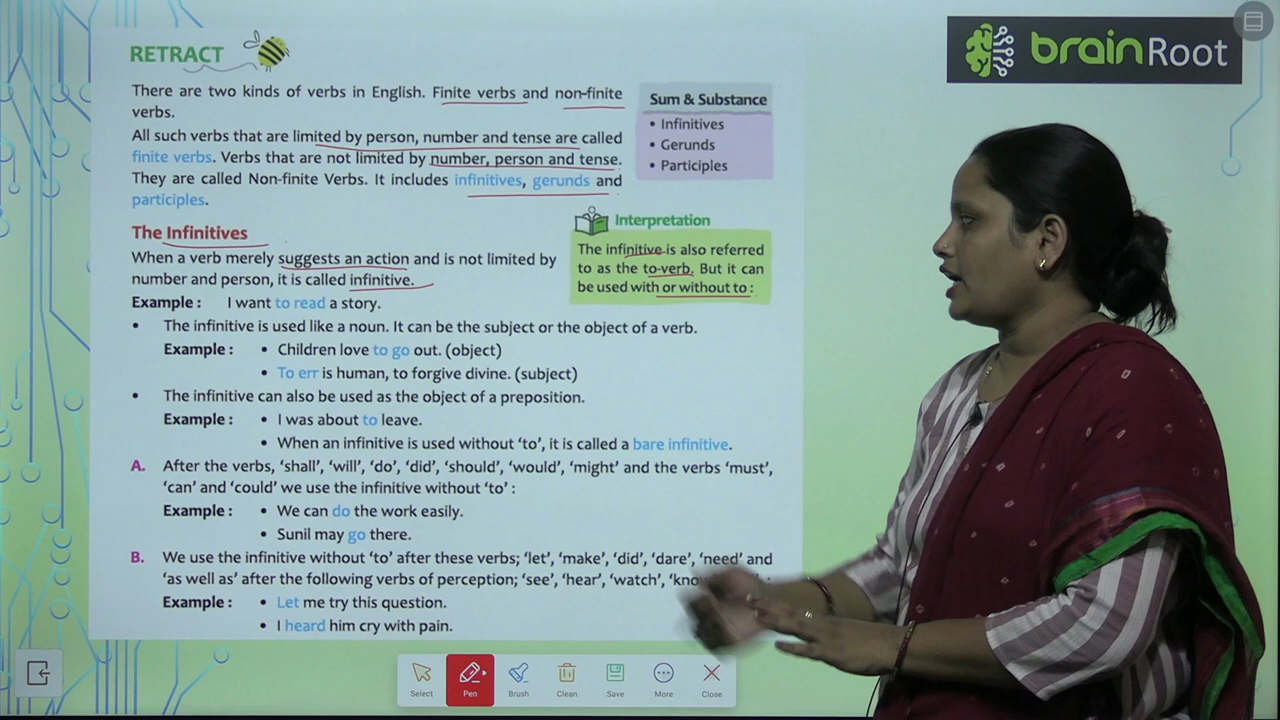 RETRACT
There are two kinds of verbs in English. Finite verbs and non-finite
verbs.
All such verbs that are limited by person, number and tense are called
finite verbs. Verbs that are not limited by number, person and tense.
They are called Non-finite Verbs. It includes infinitives, gerunds and
participles.
Sum & Substance
• Infinitives
• Gerunds
• Participles
The Infinitives
When a verb merely suggests an action and is not limited by
number and person, it is called infinitive.
Example : I want to read a story.
Interpretation
The infinitive is also referred
to as the to-verb. But it can
be used with or without to :
• The infinitive is used like a noun. It can be the subject or the object of a verb.
Example : • Children love to go out. (object)
• To err is human, to forgive divine. (subject)
• The infinitive can also be used as the object of a preposition.
Example : • I was about to leave.
• When an infinitive is used without ‘to’, it is called a bare infinitive.
A. After the verbs, ‘shall’, ‘will’, ‘do’, ‘did’, ‘should’, ‘would’, ‘might’ and the verbs ‘must’,
‘can’ and ‘could’ we use the infinitive without ‘to’ :
Example : • We can do the work easily.
• Sunil may go there.
B. We use the infinitive without ‘to’ after these verbs; ‘let’, ‘make’, ‘did’, ‘dare’, ‘need’ and
‘as well as’ after the following verbs of perception; ‘see’, ‘hear’, ‘watch’,
Example : • Let me try this question.
• I heard him cry with pain.
brainRoot
Select Pen Brush Clean Save More Close